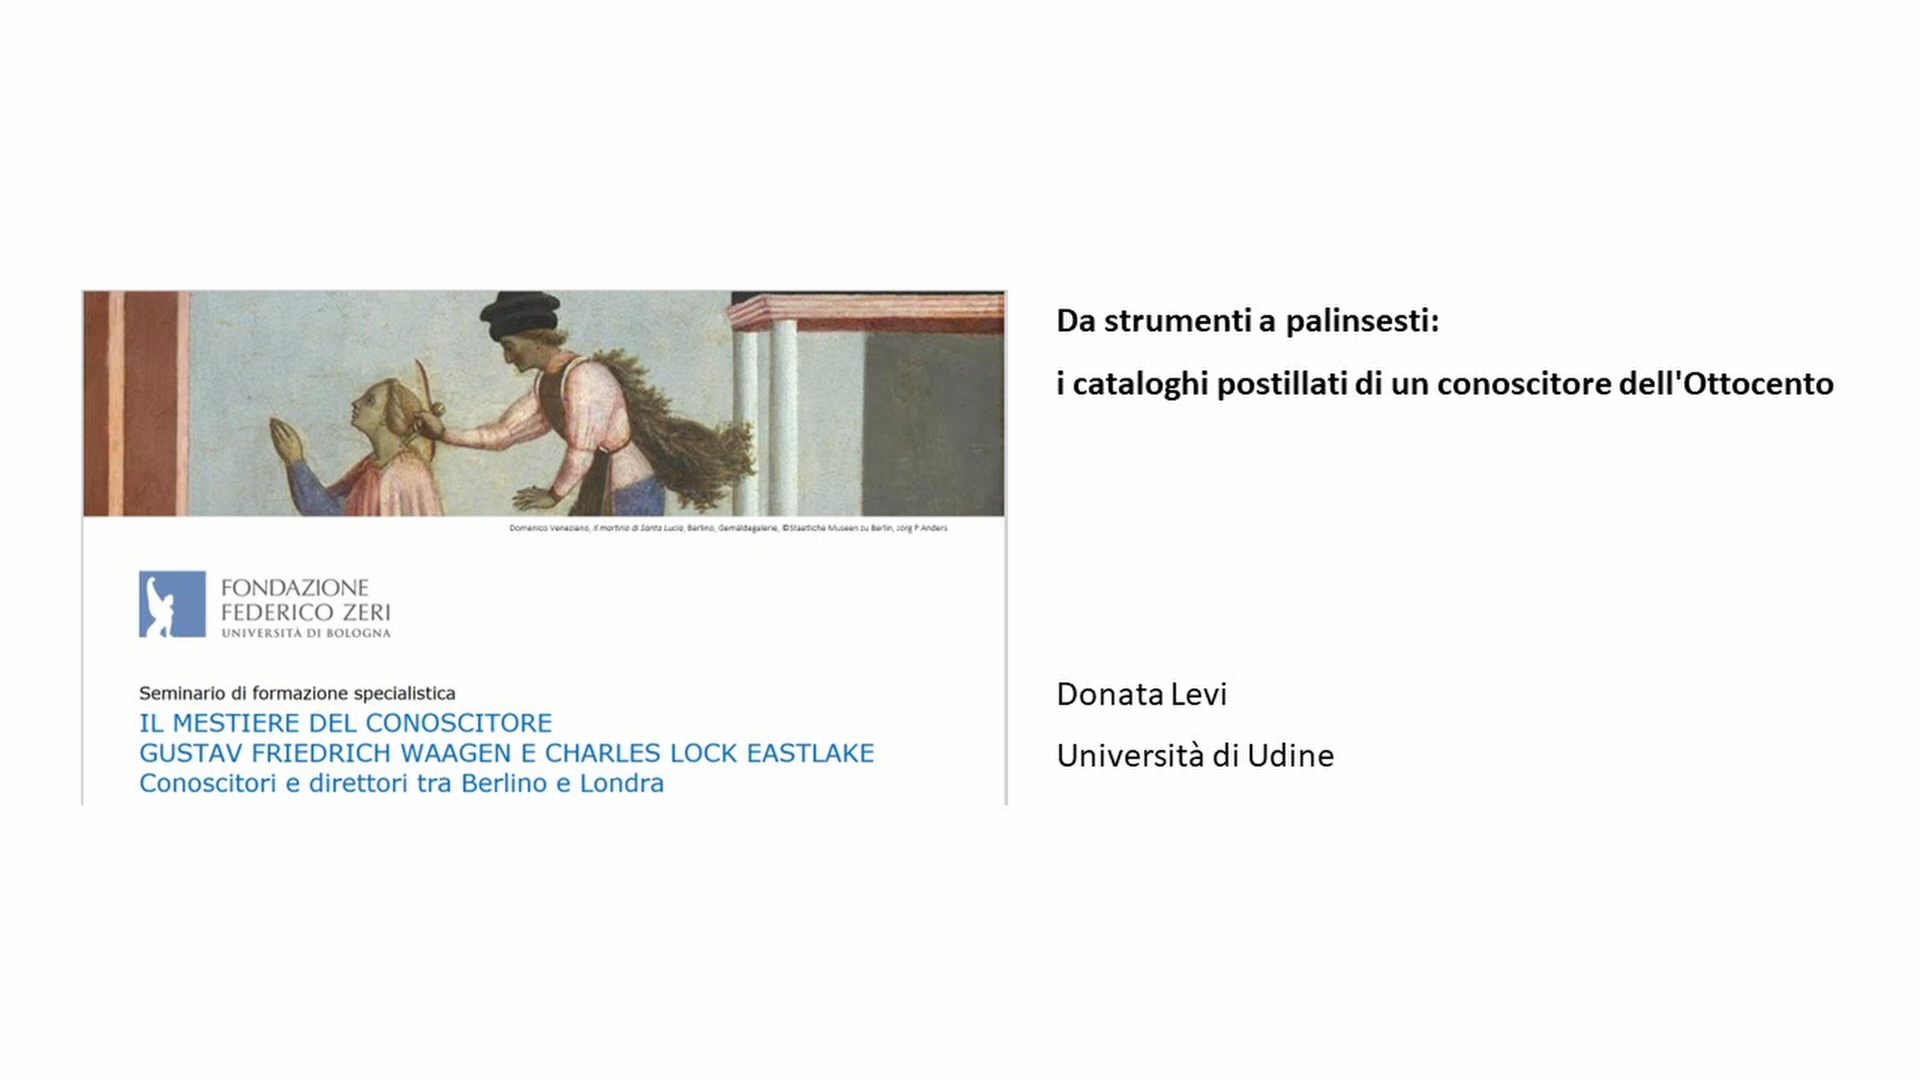 Domenico Veneziano, Il martirio di Santa Lucia, Berlino, Gemäldegalerie, ©Staatliche Museen zu Berlin, Jörg P.Anders
FONDAZIONE
FEDERICO ZERI
UNIVERSITÀ DI BOLOGNA
Seminario di formazione specialistica
IL MESTIERE DEL CONOSCITORE
GUSTAV FRIEDRICH WAAGEN E CHARLES LOCK EASTLAKE
Conoscitori e direttori tra Berlino e Londra
Da strumenti a palinsesti:
i cataloghi postillati di un conoscitore dell'Ottocento
Donata Levi
Università di Udine